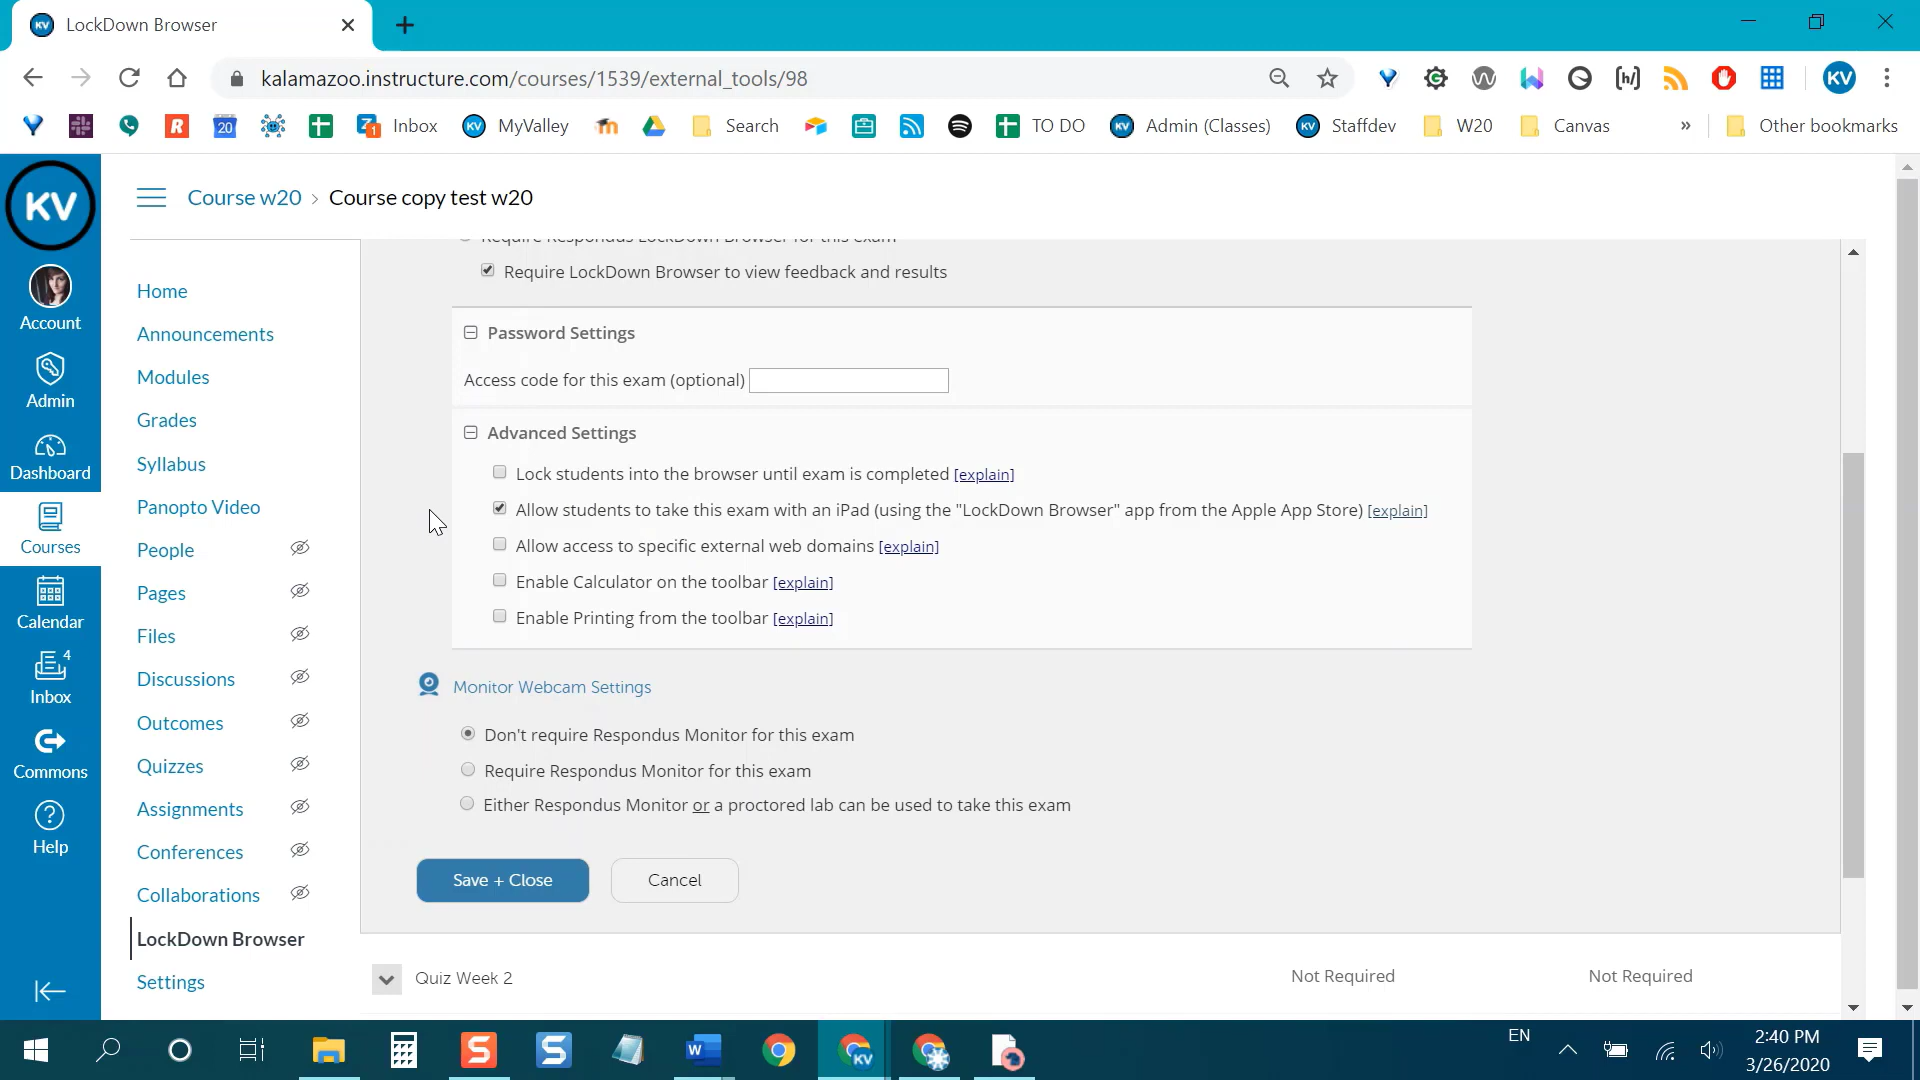 LockDown Browser
kalamazoo.instructure.com/courses/1539/external_tools/98
KV
20
1
Inbox
KV
MyValley
Search
TO DO
KV
Admin (Classes)
KV
Staffdev
W20
Canvas
»
Other bookmarks
KV
Course w20 › Course copy test w20
Account
Admin
Dashboard
Courses
Calendar
4
Inbox
Commons
Help
Home
Announcements
Modules
Grades
Syllabus
Panopto Video
People
Pages
Files
Discussions
Outcomes
Quizzes
Assignments
Conferences
Collaborations
LockDown Browser
Settings
Require Respondus LockDown Browser for this exam
Require LockDown Browser to view feedback and results
Password Settings
Access code for this exam (optional)
Advanced Settings
Lock students into the browser until exam is completed [explain]
Allow students to take this exam with an iPad (using the "LockDown Browser" app from the Apple App Store) [explain]
Allow access to specific external web domains [explain]
Enable Calculator on the toolbar [explain]
Enable Printing from the toolbar [explain]
Monitor Webcam Settings
Don't require Respondus Monitor for this exam
Require Respondus Monitor for this exam
Either Respondus Monitor or a proctored lab can be used to take this exam
Save + Close
Cancel
Quiz Week 2
Not Required
Not Required
EN
2:40 PM
3/26/2020